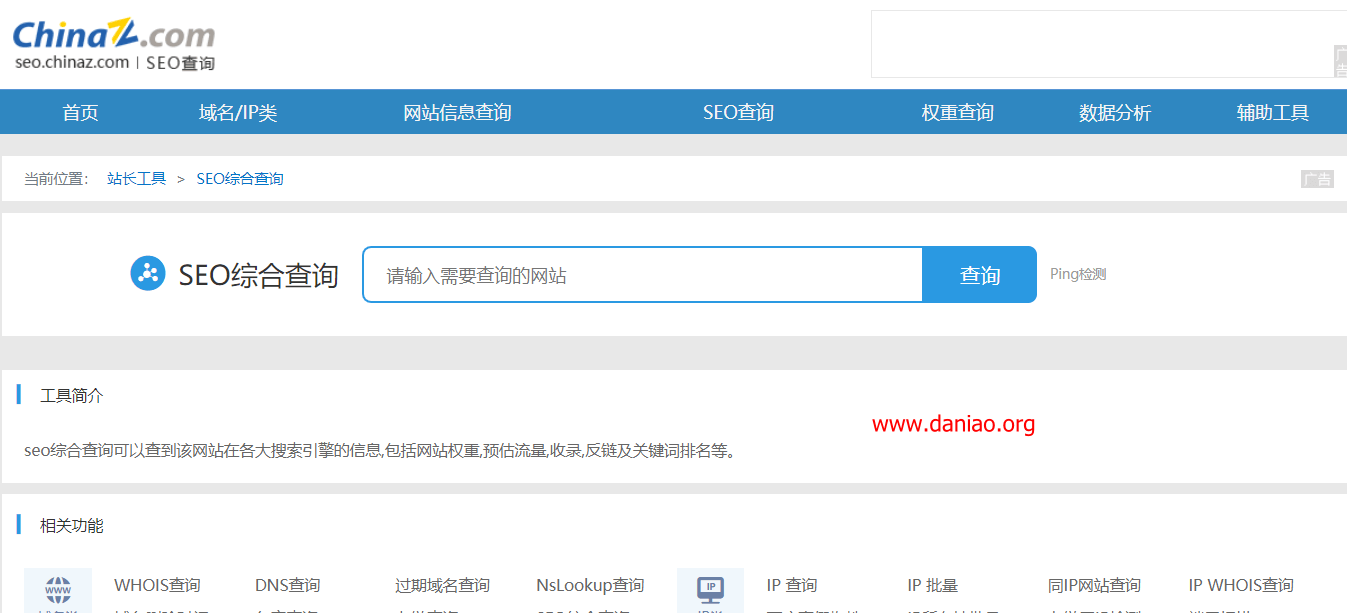 ChinaZ.com
seo.chinaz.com | SEO查询
广告
首页 域名/IP类 网站信息查询 SEO查询 权重查询 数据分析 辅助工具
当前位置: 站长工具 > SEO综合查询 广告
SEO综合查询 请输入需要查询的网站 查询 Ping检测
工具简介
www.daniao.org
seo综合查询可以查到该网站在各大搜索引擎的信息,包括网站权重,预估流量,收录,反链及关键词排名等。
相关功能
www WHOIS查询 DNS查询 过期域名查询 NsLookup查询 IP IP 查询 IP 批量 同IP网站查询 IP WHOIS查询